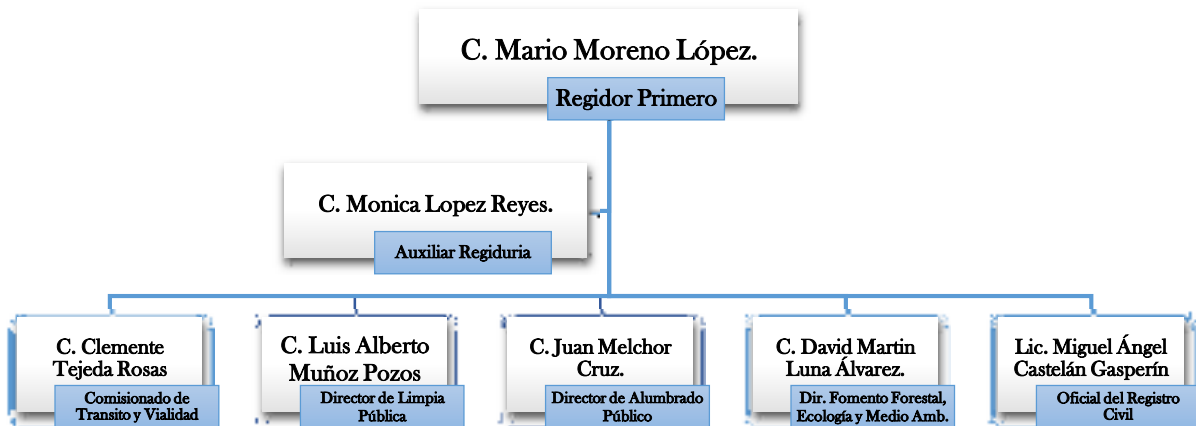 C. Mario Moreno López.
Regidor Primero
C. Monica Lopez Reyes.
Auxiliar Regiduria
C. Clemente
Tejeda Rosas
Comisionado de
Transito y Vialidad
C. Luis Alberto
Muñoz Pozos
Director de Limpia
Pública
C. Juan Melchor
Cruz.
Director de Alumbrado
Público
C. David Martin
Luna Álvarez.
Dir. Fomento Forestal,
Ecología y Medio Amb.
Lic. Miguel Ángel
Castelán Gasperín
Oficial del Registro
Civil